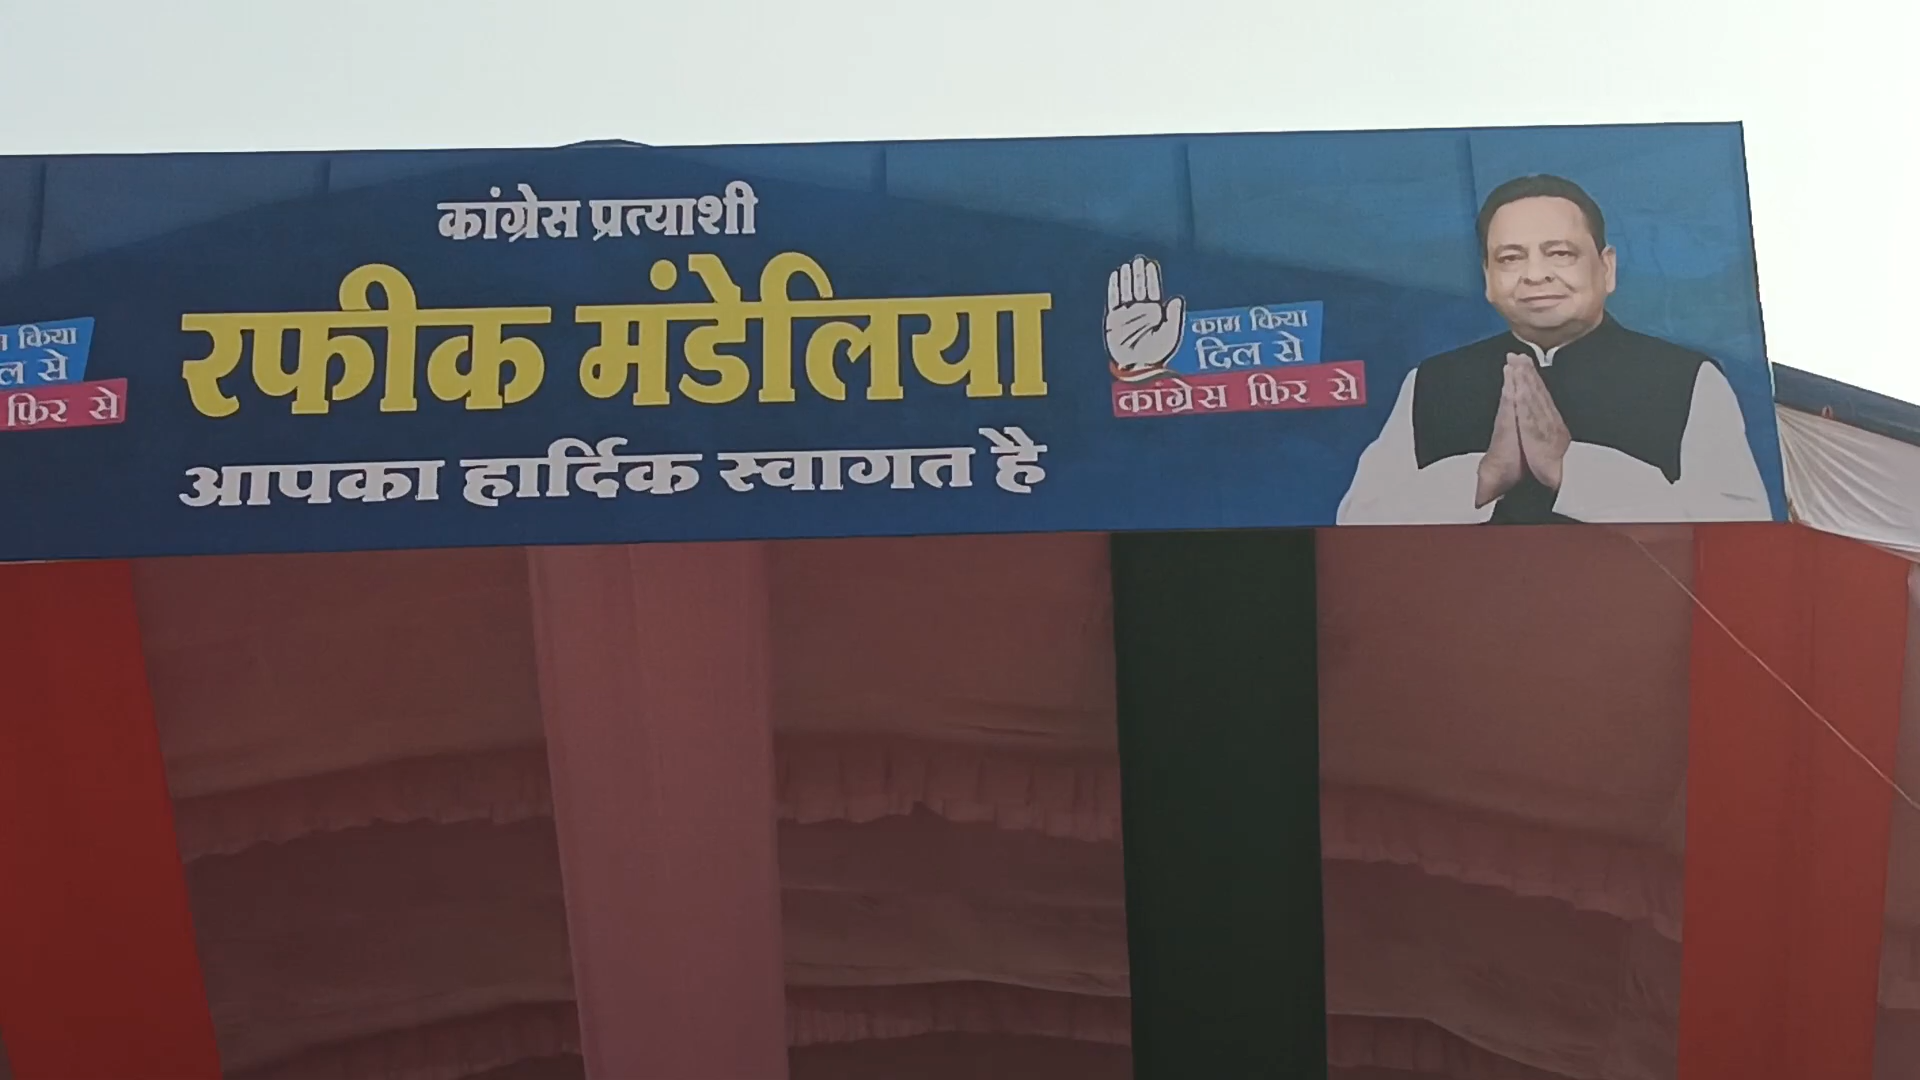 कांग्रेस प्रत्याशी
रफीक मंडेलिया
आपका हार्दिक स्वागत है
काम किया
दिल से
कांग्रेस फिर से
किया
से
फिर से